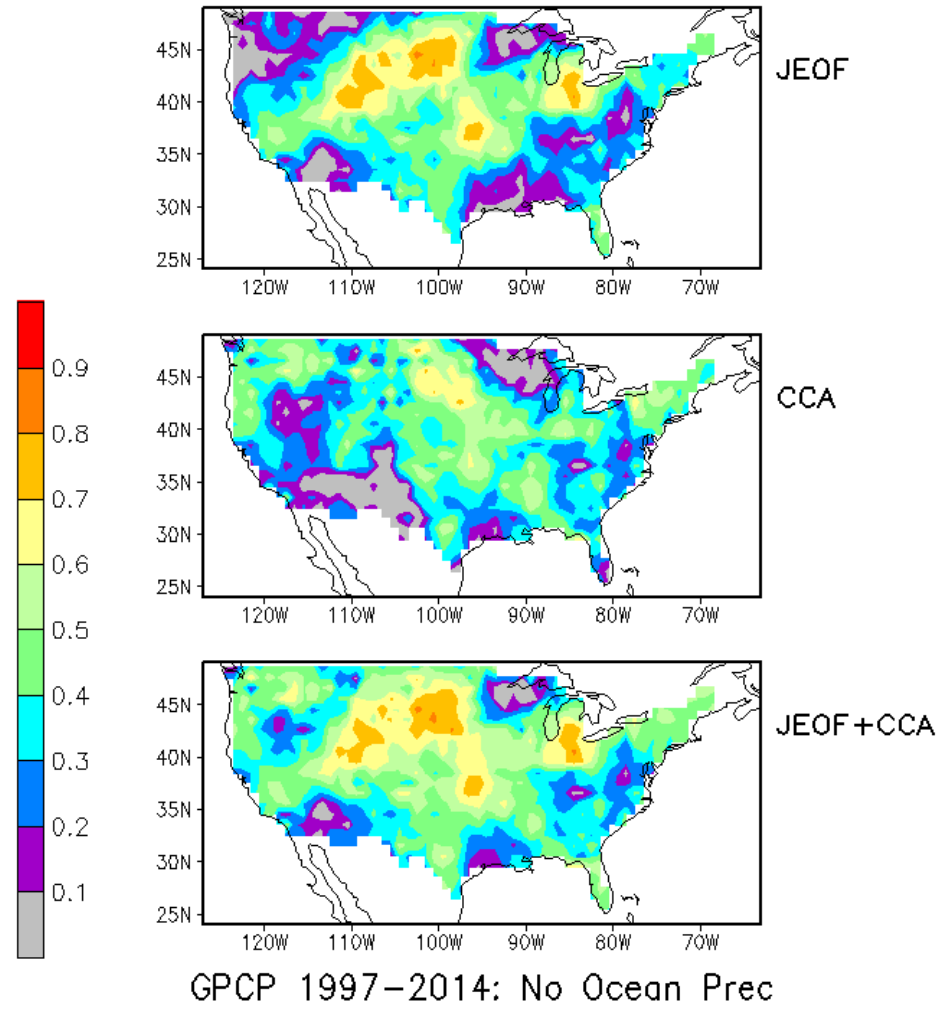 45N
40N
35N
30N
25N
120W 110W 100W 90W 80W 70W
JEOF
45N
40N
35N
30N
25N
120W 110W 100W 90W 80W 70W
CCA
45N
40N
35N
30N
25N
120W 110W 100W 90W 80W 70W
JEOF+CCA
0.9
0.8
0.7
0.6
0.5
0.4
0.3
0.2
0.1
GPCP 1997-2014: No Ocean Prec